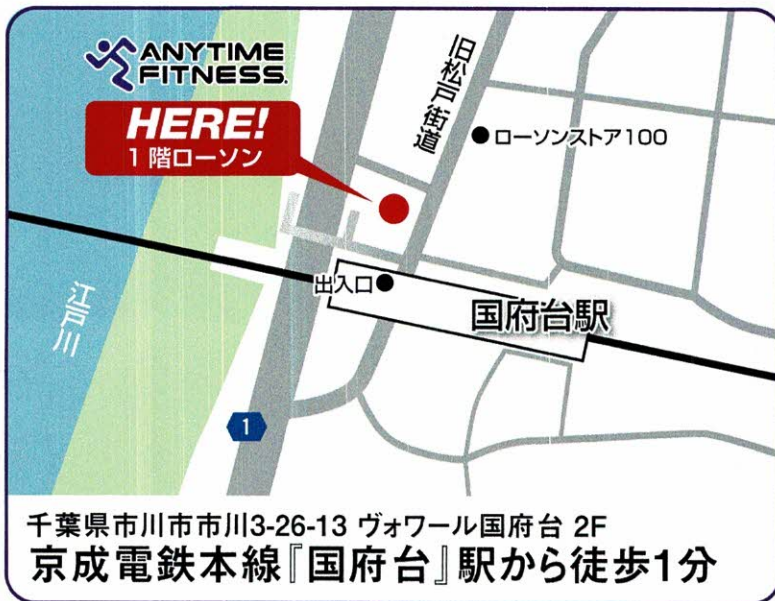 ANYTIME
FITNESS.
HERE!
1階ローソン
旧松戸街道
ローソンストア100
出入口
国府台駅
江戸川
1
千葉県市川市市川3-26-13 ヴォワール国府台 2F
京成電鉄本線『国府台』駅から徒歩1分